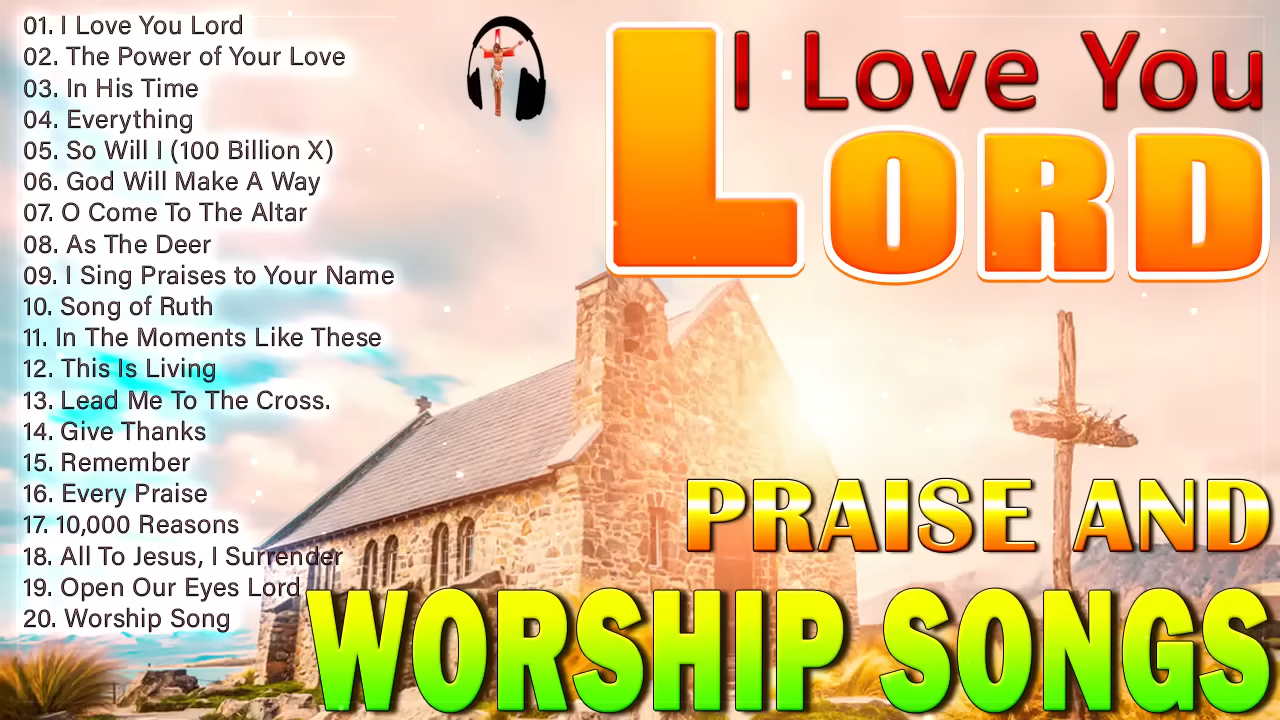 01. I Love You Lord
02. The Power of Your Love
03. In His Time
04. Everything
05. So Will I (100 Billion X)
06. God Will Make A Way
07. O Come To The Altar
08. As The Deer
09. I Sing Praises to Your Name
10. Song of Ruth
11. In The Moments Like These
12. This Is Living
13. Lead Me To The Cross.
14. Give Thanks
15. Remember
16. Every Praise
17. 10,000 Reasons
18. All To Jesus, I Surrender
19. Open Our Eyes Lord
20. Worship Song
I Love You
LORD
PRAISE AND
WORSHIP SONGS